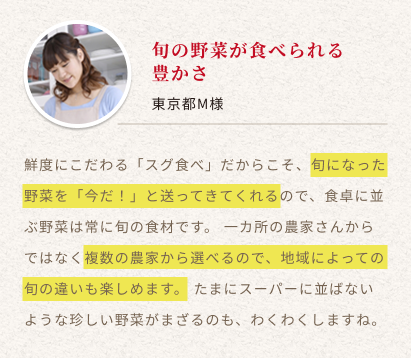 旬の野菜が食べられる
豊かさ
東京都M様
鮮度にこだわる「スグ食べ」だからこそ、旬になった
野菜を「今だ！」と送ってきてくれるので、食卓に並
ぶ野菜は常に旬の食材です。 一カ所の農家さんから
ではなく複数の農家から選べるので、地域によっての
旬の違いも楽しめます。 たまにスーパーに並ばない
ような珍しい野菜がまざるのも、わくわくしますね。